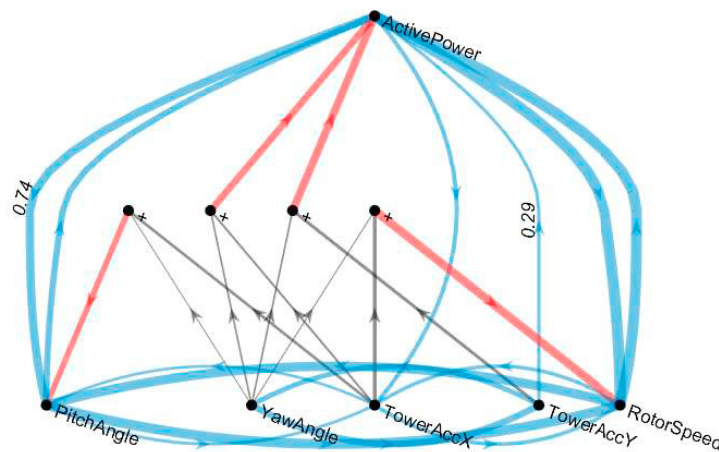 ActivePower
0.74
+
+
+
+
0.29
PitchAngle
YawAngle
TowerAccX
TowerAccY
RotorSpeed